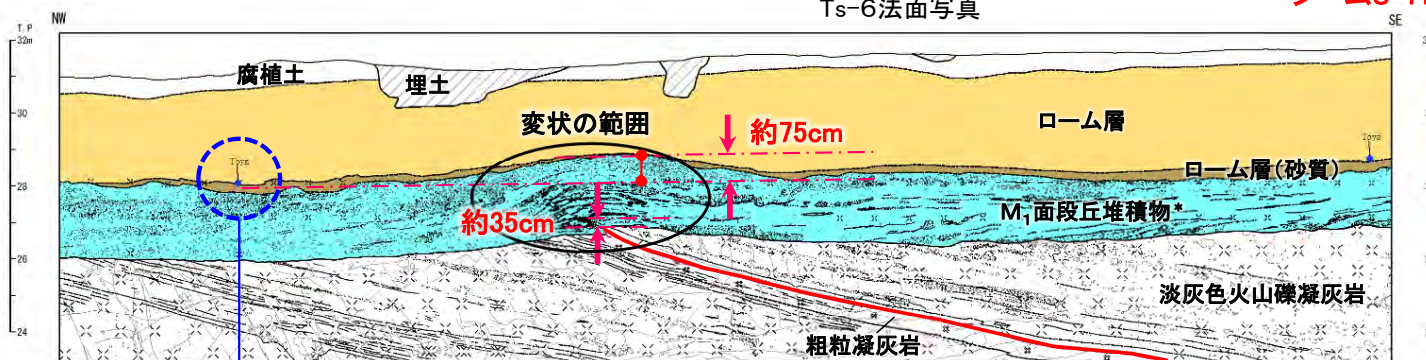 Ts-6法面写真
NW
SE
T.P
32m
腐植土
埋土
30
変状の範囲
約75cm
ローム層
Toya
Toya
ローム層(砂質)
28
M1面段丘堆積物*
約35cm
26
淡灰色火山礫凝灰岩
24
粗粒凝灰岩